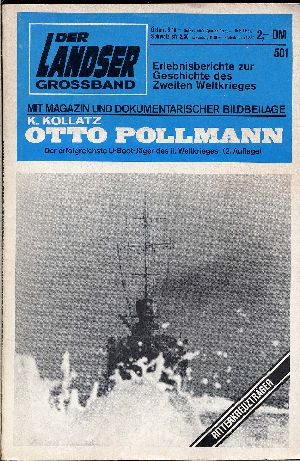 DER
LANDSER
GROSSBAND
2,- DM
501
Erlebnisberichte zur
Geschichte des
Zweiten Weltkrieges
MIT MAGAZIN UND DOKUMENTARISCHER BILDBEILAGE
K. KOLLATZ
OTTO POLLMANN
Der erfolgreichste U-Boot-Jäger des II. Weltkrieges (2. Auflage)
RITTERKREUZTRÄGER